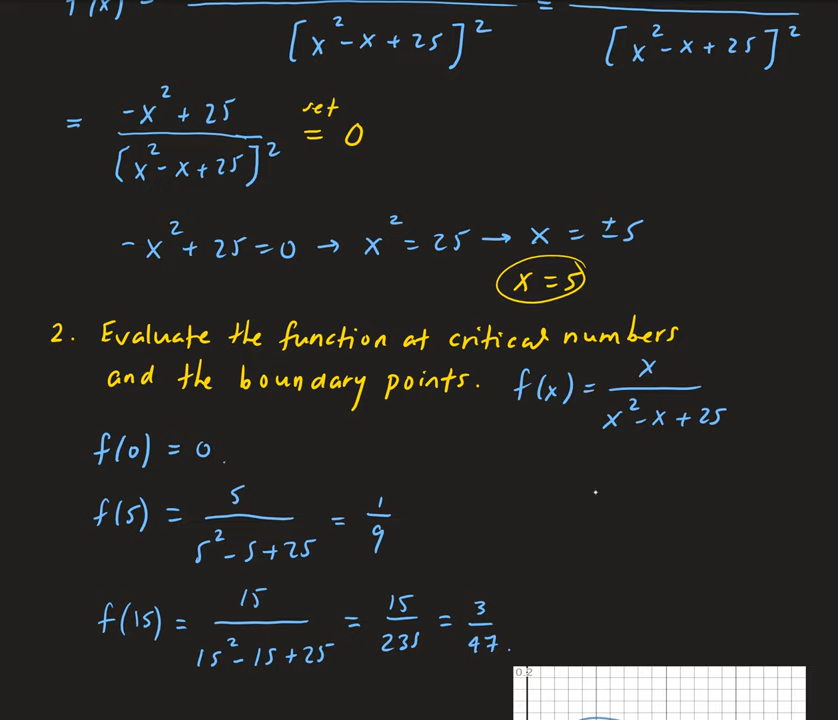 f'(x) = ――― / [x² - x + 25]² = ――― / [x² - x + 25]²
= (-x² + 25) / [x² - x + 25]² set = 0
-x² + 25 = 0 → x² = 25 → x = ±5
x = 5
2. Evaluate the function at critical numbers
and the boundary points. f(x) = x / (x² - x + 25)
f(0) = 0.
f(5) = 5 / (5² - 5 + 25) = 1/9
f(15) = 15 / (15² - 15 + 25) = 15/235 = 3/47.
0.2